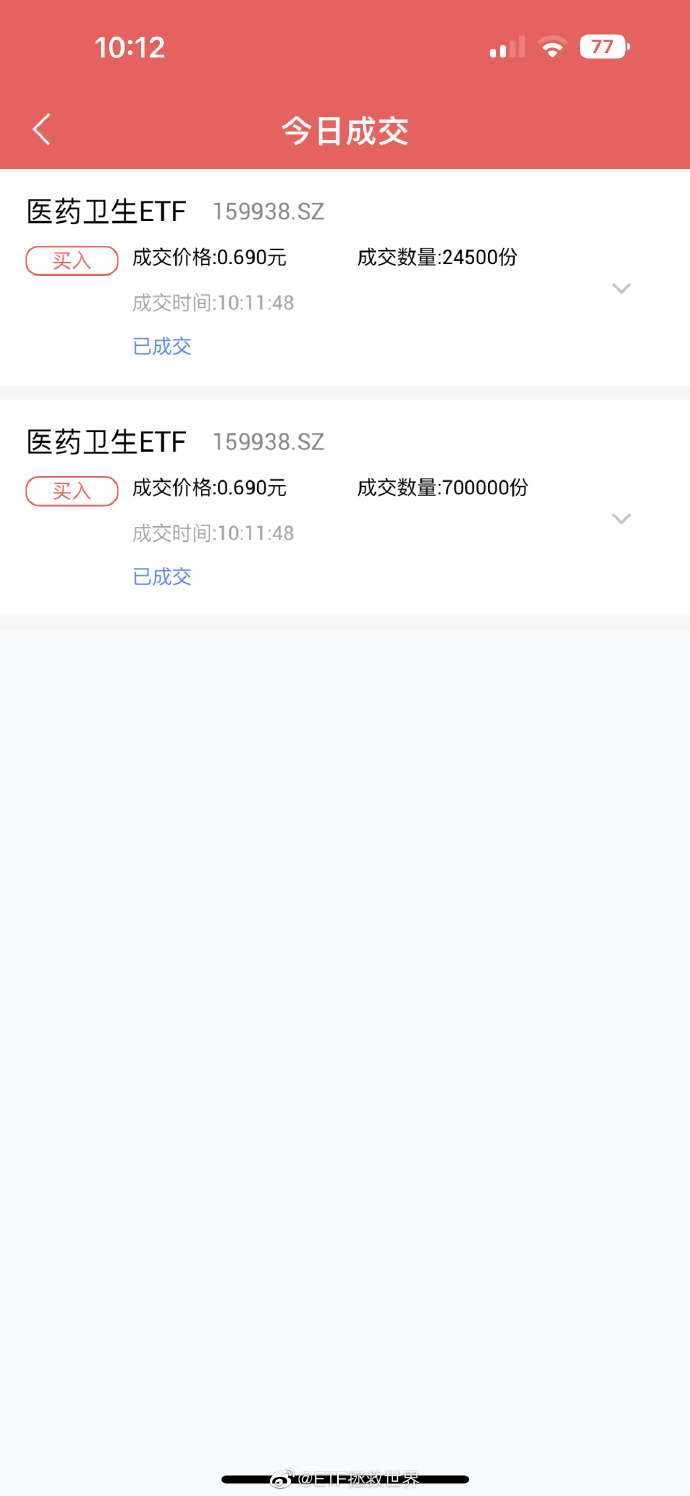 10:12
77
今日成交
医药卫生ETF 159938.SZ
买入 成交价格:0.690元 成交数量:24500份
成交时间:10:11:48
已成交
医药卫生ETF 159938.SZ
买入 成交价格:0.690元 成交数量:700000份
成交时间:10:11:48
已成交
@ETF拯救世界